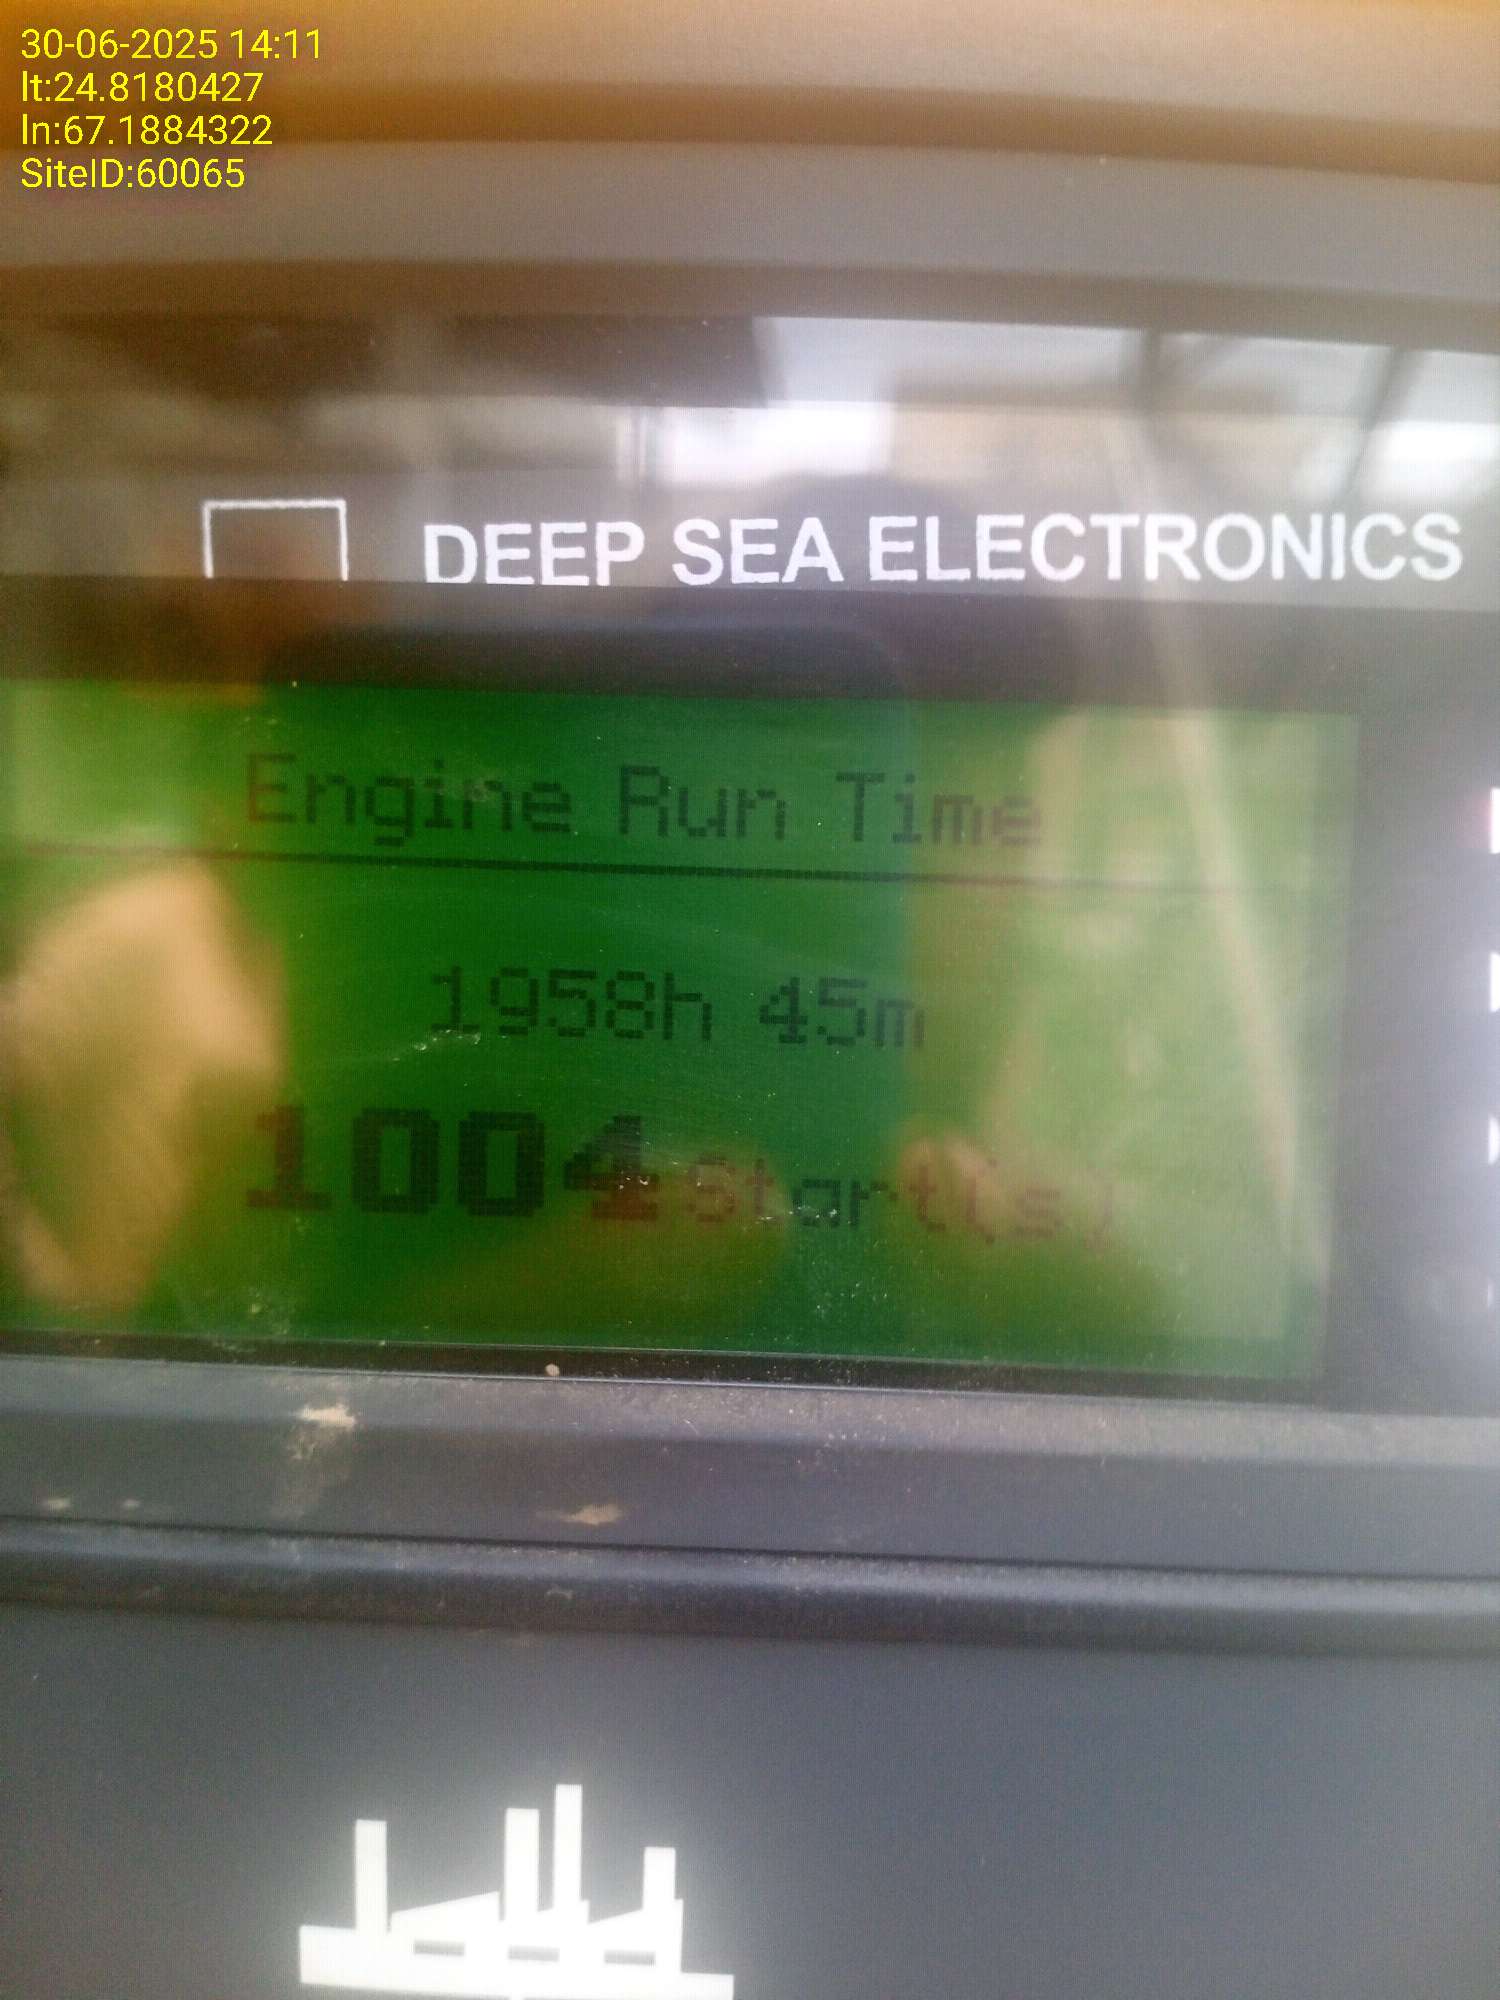 30-06-2025 14:11
lt:24.8180427
ln:67.1884322
SiteID:60065
DEEP SEA ELECTRONICS
Engine Run Time
1958h 45m
1004 Start(s)